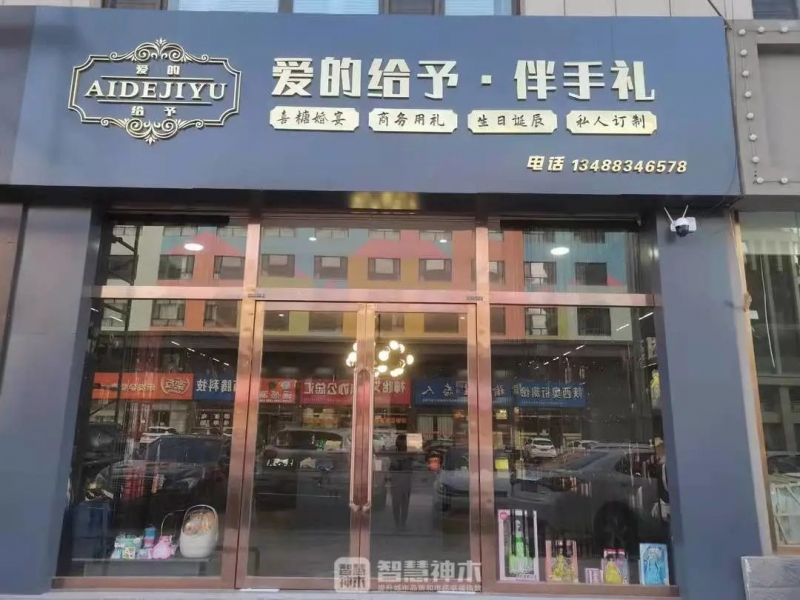 爱的
AIDEJIYU
给予
爱的给予·伴手礼
喜糖婚宴 商务用礼 生日诞辰 私人订制
电话 13488346578
智慧神木